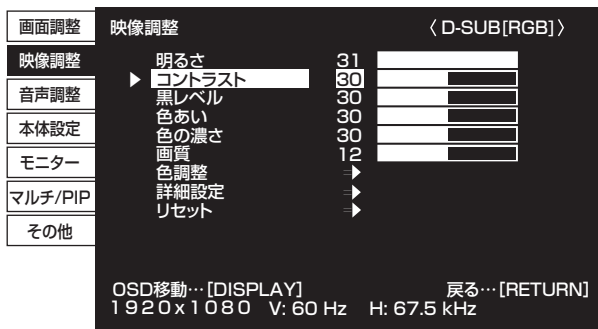 画面調整
映像調整
音声調整
本体設定
モニター
マルチ/PIP
その他
映像調整 〈 D-SUB[RGB] 〉
明るさ 31
コントラスト 30
黒レベル 30
色あい 30
色の濃さ 30
画質 12
色調整
詳細設定
リセット
OSD移動…[DISPLAY] 戻る…[RETURN]
1920x1080 V: 60 Hz H: 67.5 kHz